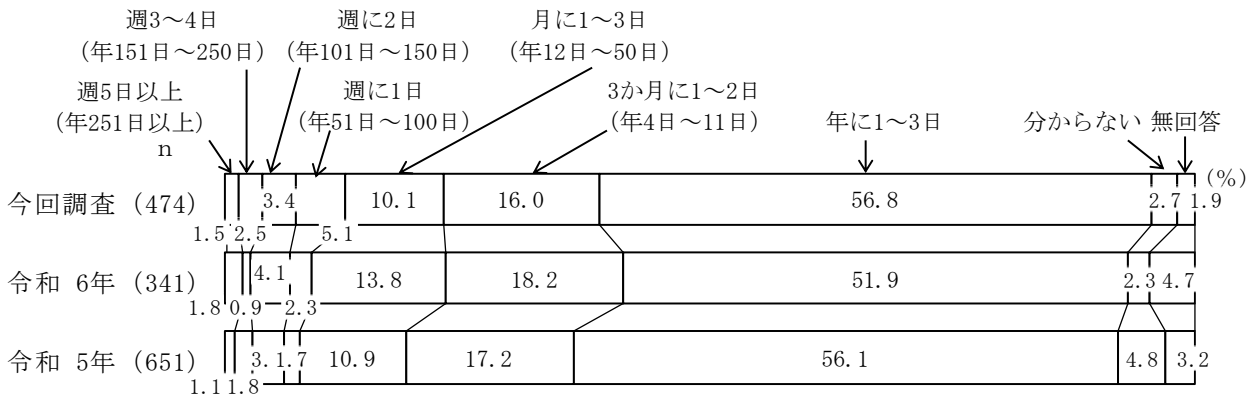 週3～4日 週に2日 月に1～3日
（年151日～250日）（年101日～150日） （年12日～50日）
週5日以上 週に1日 3か月に1～2日
（年251日以上） （年51日～100日） （年4日～11日） 年に1～3日 分からない 無回答
n
(%)
今回調査 (474) 3.4 10.1 16.0 56.8 2.7 1.9
1.5 2.5 5.1
令和 6年 (341) 4.1 13.8 18.2 51.9 2.3 4.7
1.8 0.9 2.3
令和 5年 (651) 3.1 1.7 10.9 17.2 56.1 4.8 3.2
1.1 1.8